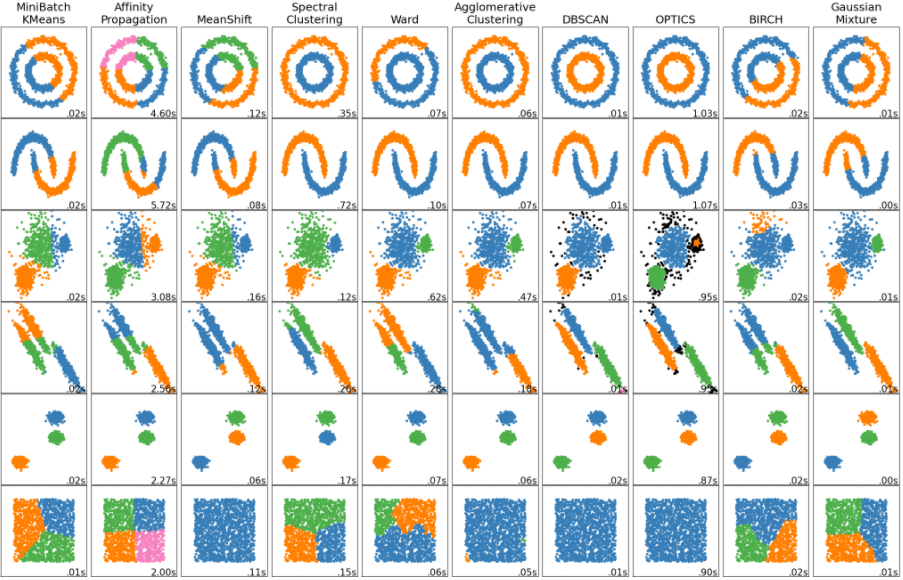 MiniBatch
KMeans
Affinity
Propagation
MeanShift
Spectral
Clustering
Ward
Agglomerative
Clustering
DBSCAN
OPTICS
BIRCH
Gaussian
Mixture
.02s 4.60s .12s .35s .07s .06s .01s 1.03s .02s .01s
.02s 5.72s .08s .72s .10s .07s .01s 1.07s .03s .00s
.02s 3.08s .16s .12s .62s .47s .01s .95s .02s .01s
.02s 2.56s .12s .26s .28s .18s .01s .02s .01s
.02s 2.27s .06s .17s .07s .06s .02s .87s .02s .00s
.01s 2.00s .11s .15s .06s .05s .01s .90s .02s .01s